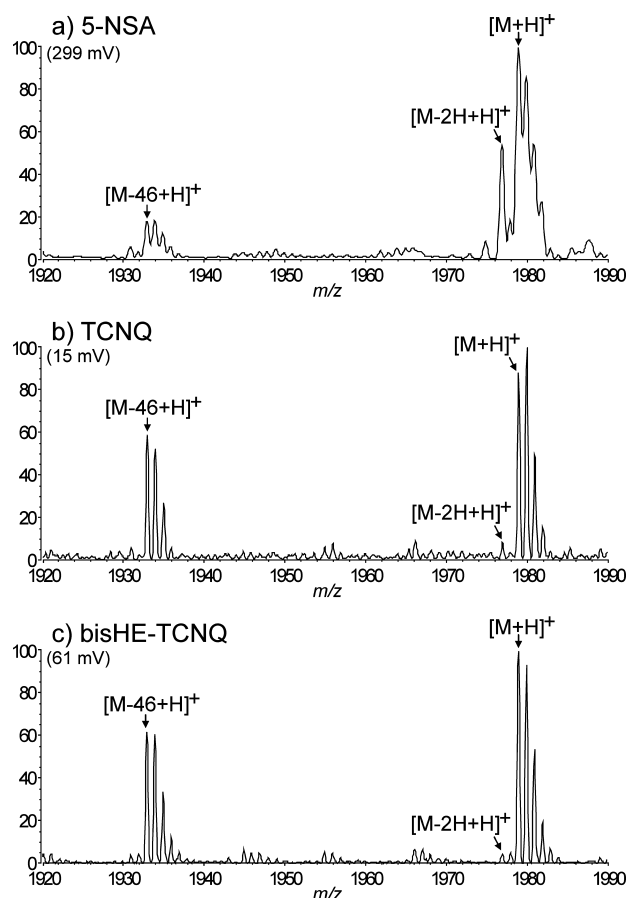 a) 5-NSA
(299 mV)
[M+H]⁺
[M-2H+H]⁺
[M-46+H]⁺
100
80
60
40
20
0
1920 1930 1940 1950 1960 1970 1980 1990
m/z
b) TCNQ
(15 mV)
[M+H]⁺
[M-46+H]⁺
[M-2H+H]⁺
100
80
60
40
20
0
1920 1930 1940 1950 1960 1970 1980 1990
m/z
c) bisHE-TCNQ
(61 mV)
[M+H]⁺
[M-46+H]⁺
[M-2H+H]⁺
100
80
60
40
20
0
1920 1930 1940 1950 1960 1970 1980 1990
m/z